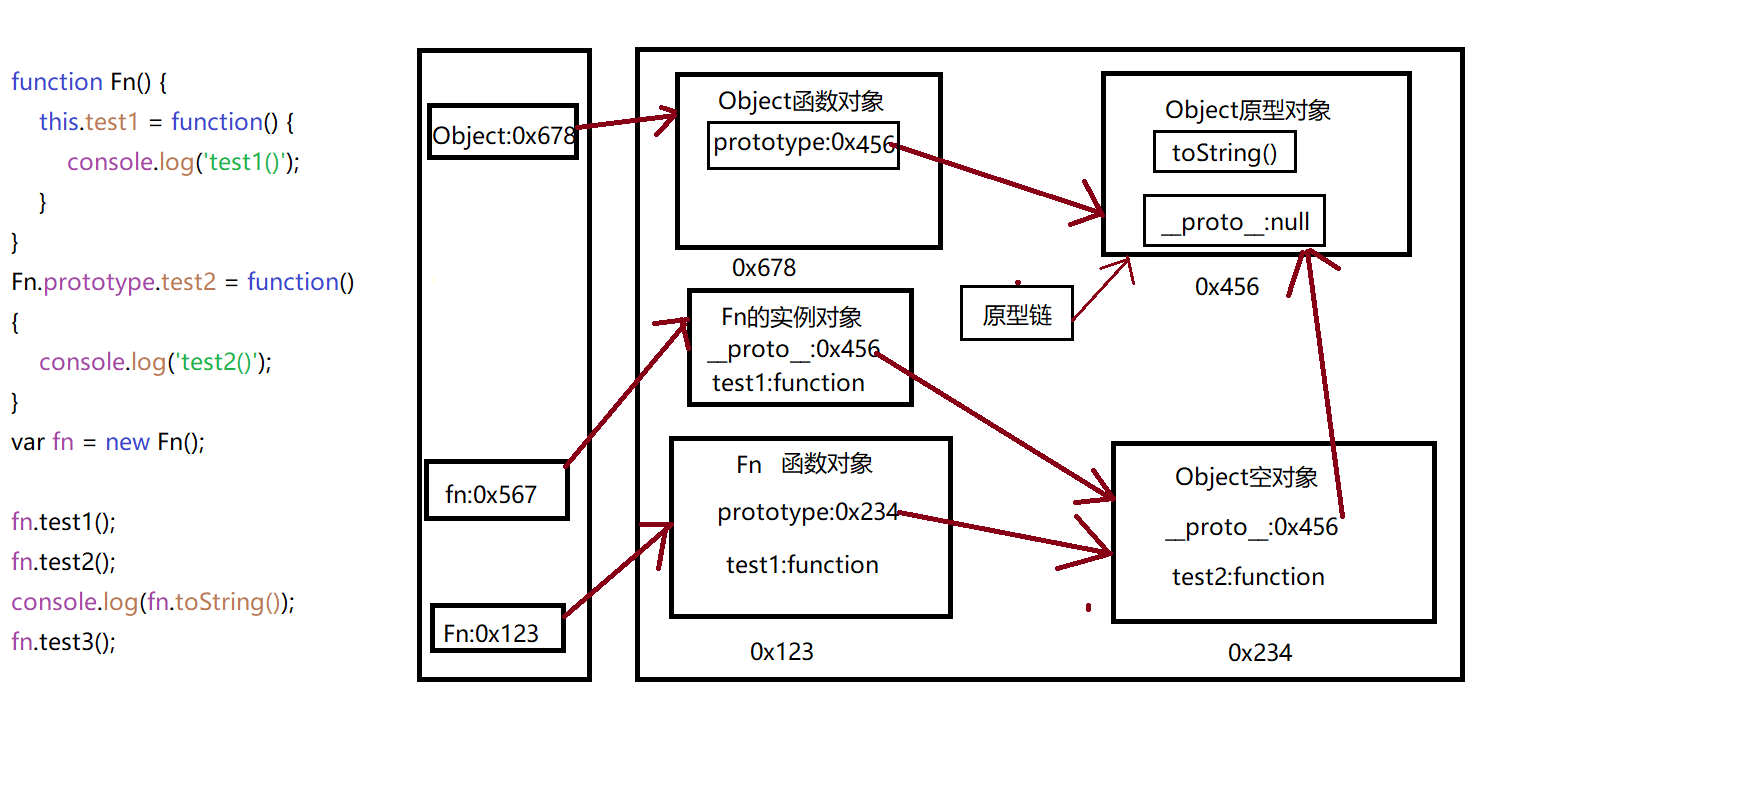 function Fn() {
this.test1 = function() {
console.log('test1()');
}
}
Fn.prototype.test2 = function()
{
console.log('test2()');
}
var fn = new Fn();
fn.test1();
fn.test2();
console.log(fn.toString());
fn.test3();
Object:0x678
fn:0x567
Fn:0x123
Object函数对象
prototype:0x456
0x678
Object原型对象
toString()
__proto__:null
0x456
原型链
Fn的实例对象
__proto__:0x456
test1:function
Fn 函数对象
prototype:0x234
test1:function
0x123
Object空对象
__proto__:0x456
test2:function
0x234